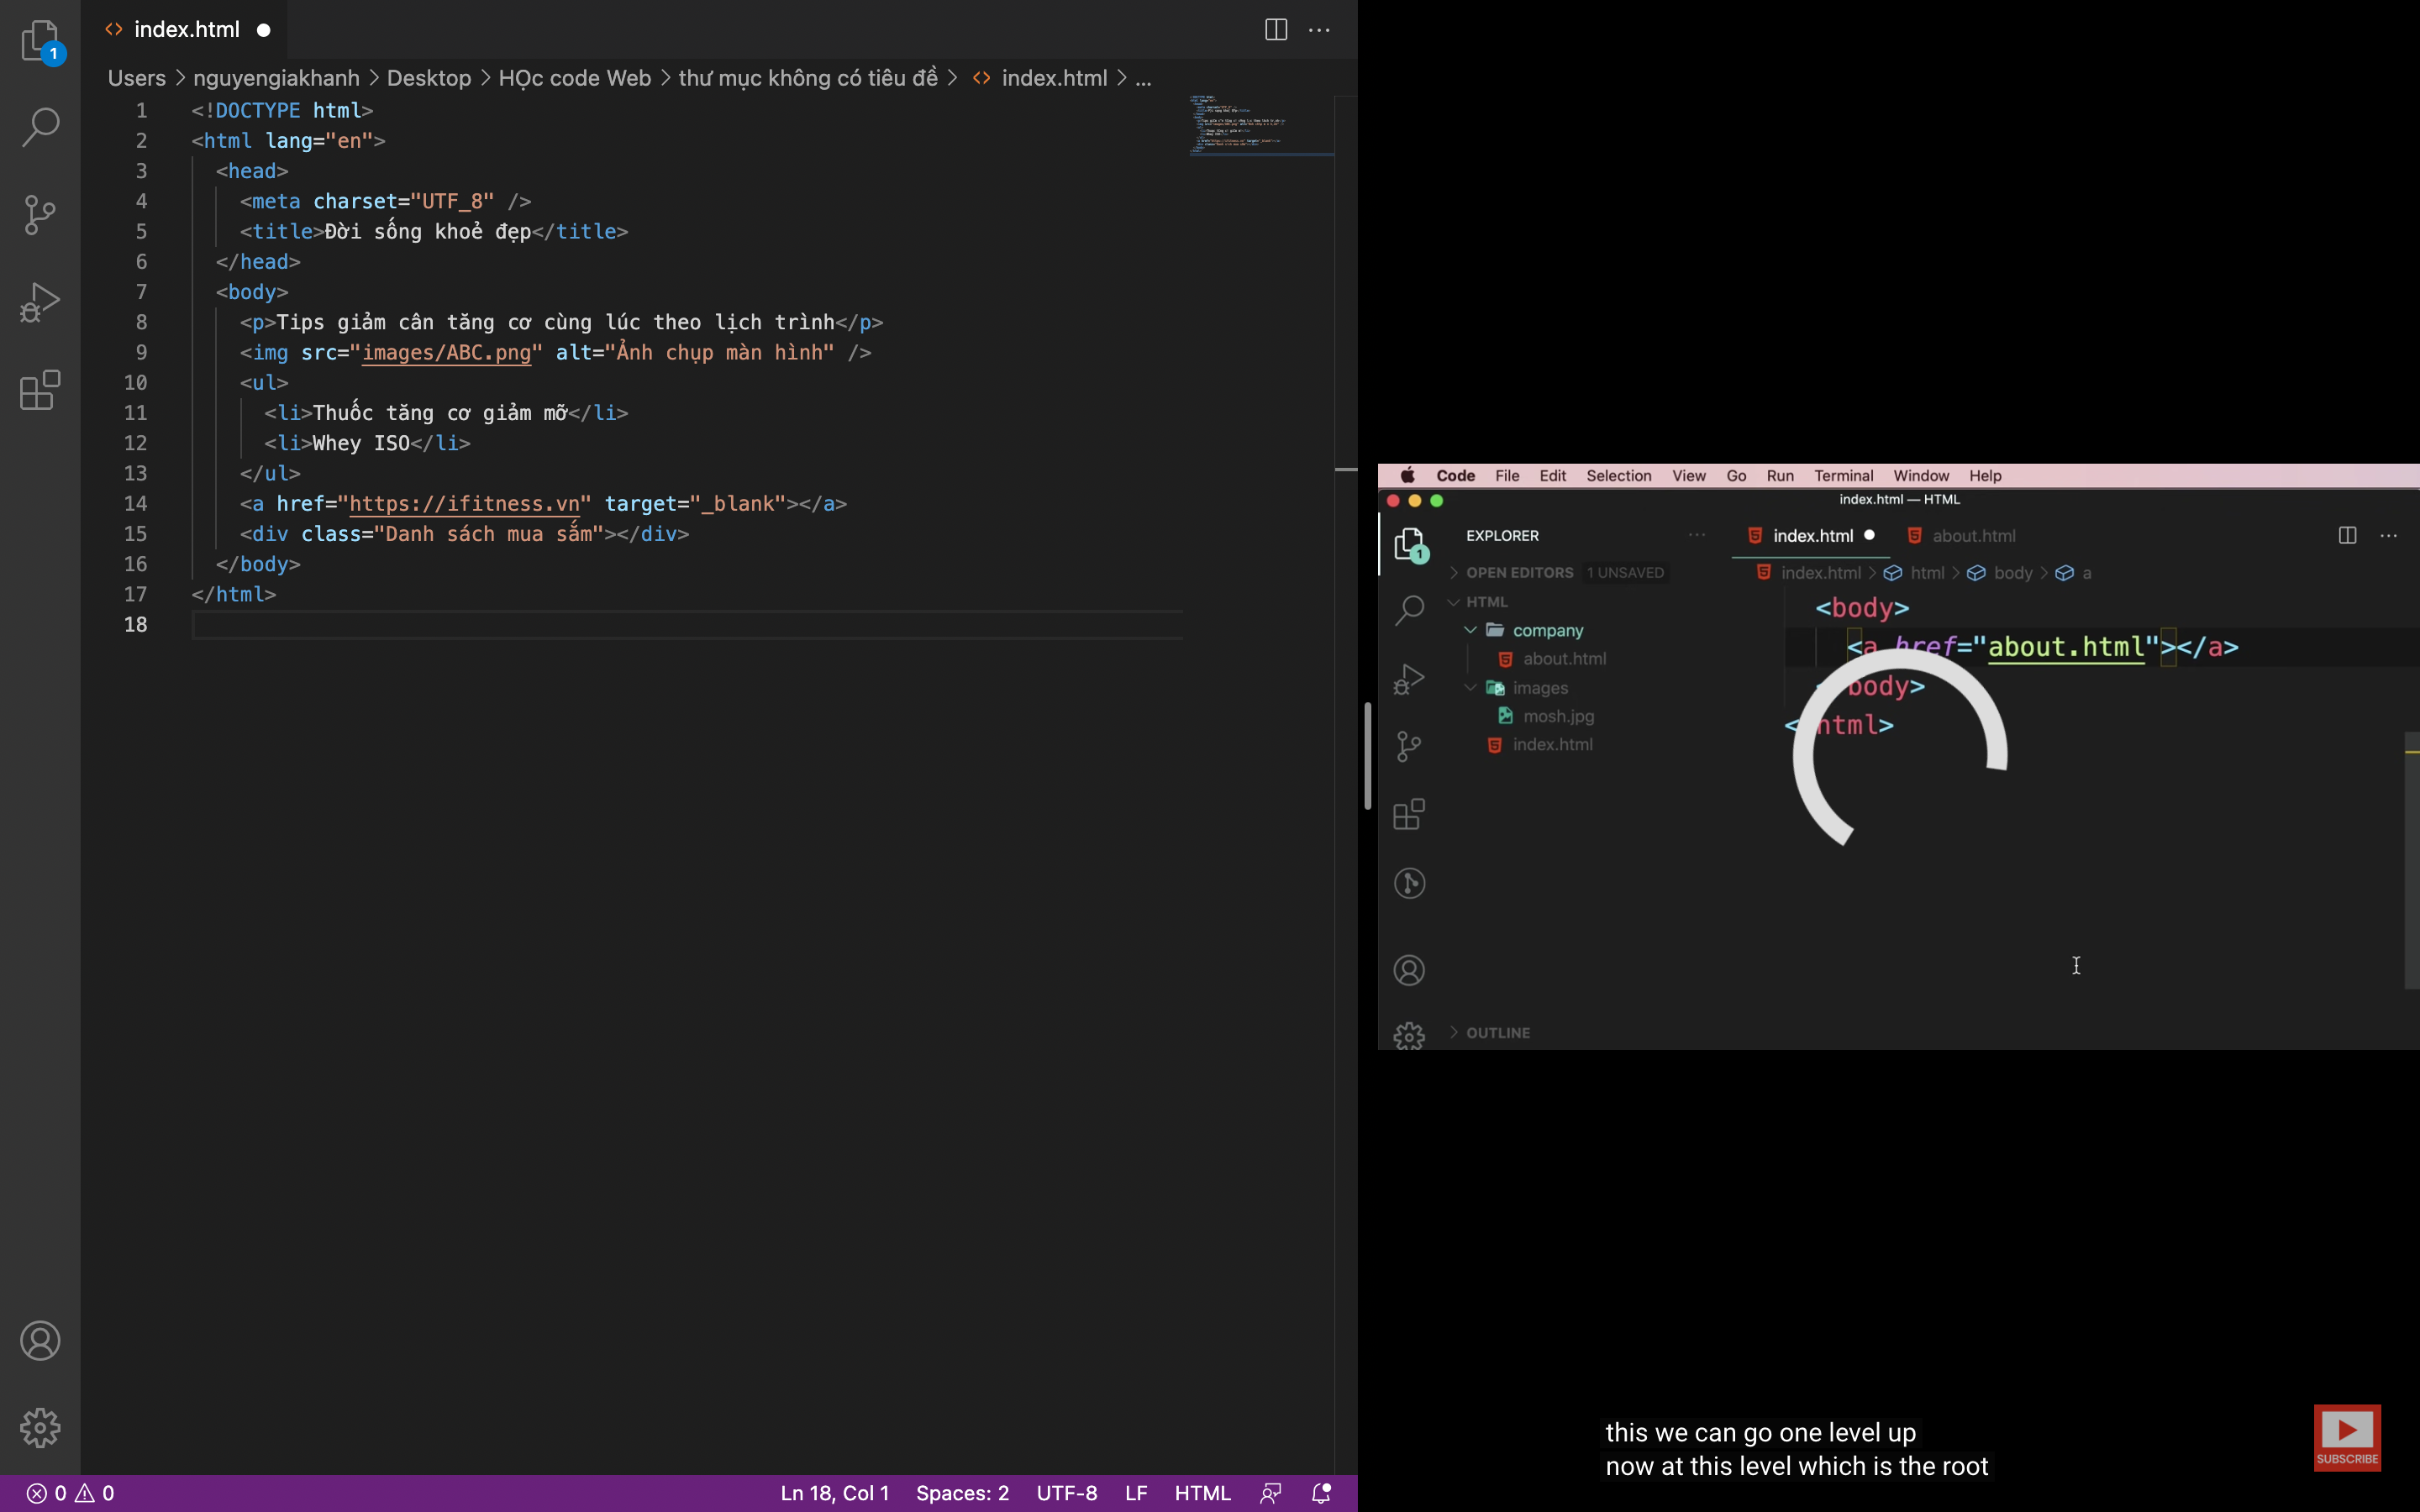 1
index.html
Users > nguyengiakhanh > Desktop > HỌc code Web > thư mục không có tiêu đề > index.html > ...
1 <!DOCTYPE html>
2 <html lang="en">
3 <head>
4 <meta charset="UTF_8" />
5 <title>Đời sống khoẻ đẹp</title>
6 </head>
7 <body>
8 <p>Tips giảm cân tăng cơ cùng lúc theo lịch trình</p>
9 <img src="images/ABC.png" alt="Ảnh chụp màn hình" />
10 <ul>
11 <li>Thuốc tăng cơ giảm mỡ</li>
12 <li>Whey ISO</li>
13 </ul>
14 <a href="https://ifitness.vn" target="_blank"></a>
15 <div class="Danh sách mua sắm"></div>
16 </body>
17 </html>
18
0 0
Ln 18, Col 1 Spaces: 2 UTF-8 LF HTML
Code File Edit Selection View Go Run Terminal Window Help
index.html — HTML
1
EXPLORER
OPEN EDITORS 1 UNSAVED
HTML
company
about.html
images
mosh.jpg
index.html
OUTLINE
index.html about.html
index.html > html > body > a
<body>
<a href="about.html"></a>
body>
<html>
this we can go one level up
now at this level which is the root
SUBSCRIBE